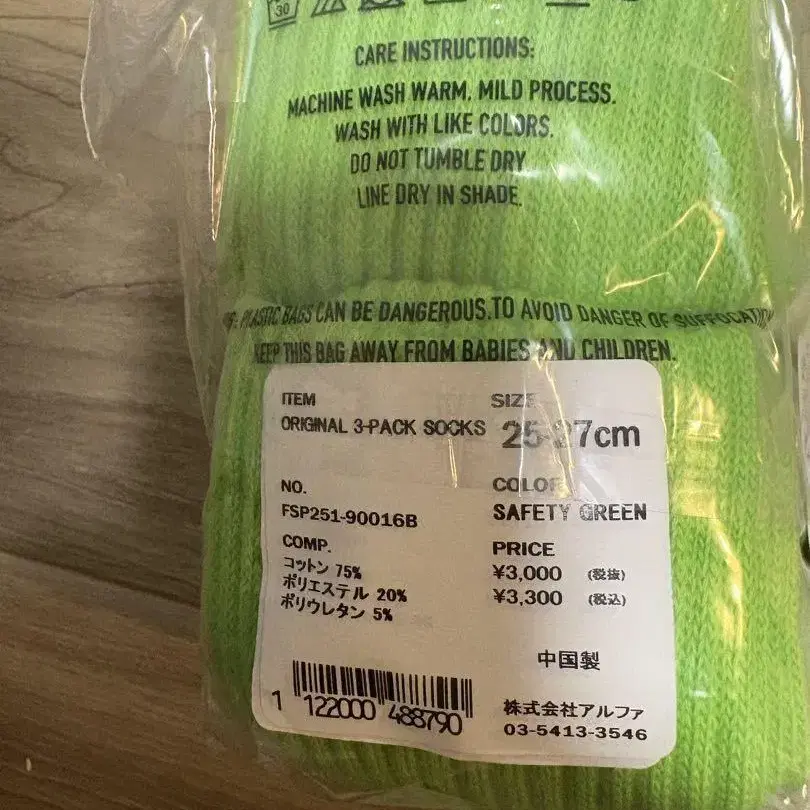 30
CARE INSTRUCTIONS:
MACHINE WASH WARM. MILD PROCESS.
WASH WITH LIKE COLORS.
DO NOT TUMBLE DRY
LINE DRY IN SHADE.
PLASTIC BAGS CAN BE DANGEROUS.TO AVOID DANGER OF SUFFOCATION
KEEP THIS BAG AWAY FROM BABIES AND CHILDREN.
ITEM
ORIGINAL 3-PACK SOCKS
SIZE
25-27cm
NO.
FSP251-90016B
COLOR
SAFETY GREEN
COMP.
コットン 75%
ポリエステル 20%
ポリウレタン 5%
PRICE
¥3,000 (税抜)
¥3,300 (税込)
中国製
1 122000 488790
株式会社アルファ
03-5413-3546